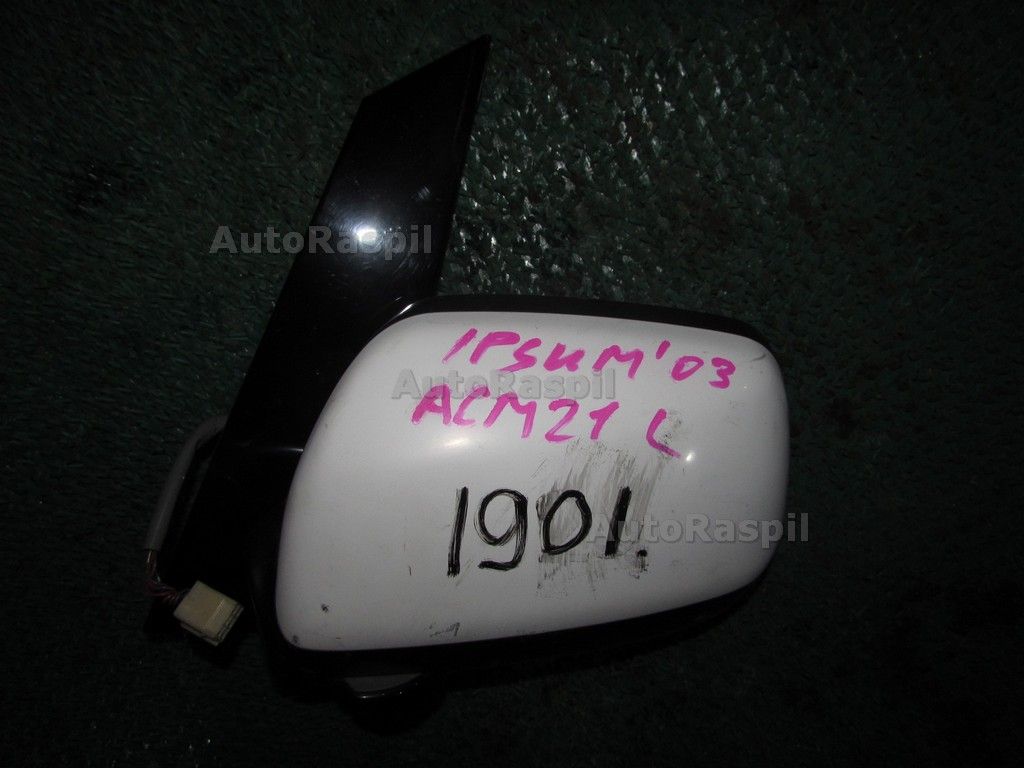 AutoRaspil
IPSUM'03
AutoRaspil
ACM21 L
1901.
AutoRaspil